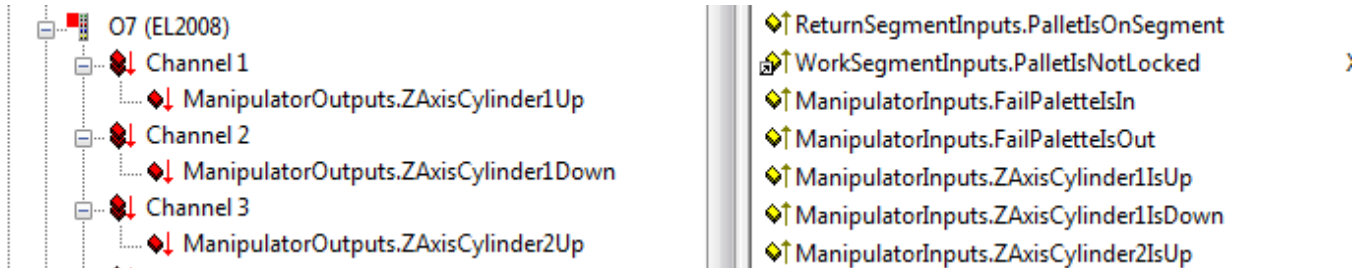 O7 (EL2008)
Channel 1
ManipulatorOutputs.ZAxisCylinder1Up
Channel 2
ManipulatorOutputs.ZAxisCylinder1Down
Channel 3
ManipulatorOutputs.ZAxisCylinder2Up
ReturnSegmentInputs.PalletIsOnSegment
WorkSegmentInputs.PalletIsNotLocked
ManipulatorInputs.FailPaletteIsIn
ManipulatorInputs.FailPaletteIsOut
ManipulatorInputs.ZAxisCylinder1IsUp
ManipulatorInputs.ZAxisCylinder1IsDown
ManipulatorInputs.ZAxisCylinder2IsUp